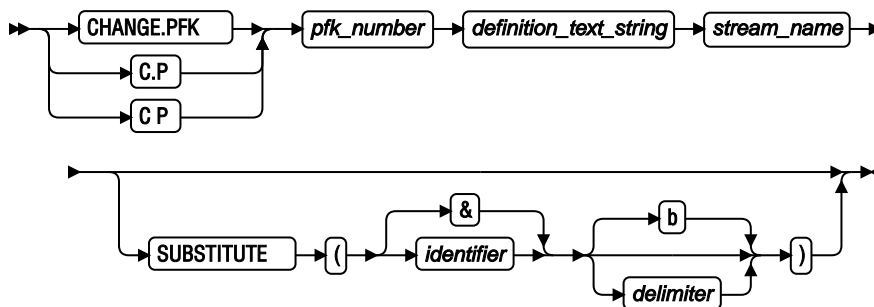 CHANGE.PFK pfk_number definition_text_string stream_name
C.P
C P
&
b
SUBSTITUTE ( identifier )
delimiter